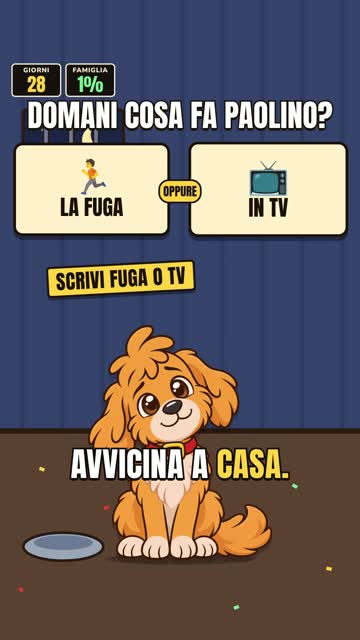 GIORNI
28
FAMIGLIA
1%
DOMANI COSA FA PAOLINO?
LA FUGA
OPPURE
IN TV
SCRIVI FUGA O TV
AVVICINA A CASA.